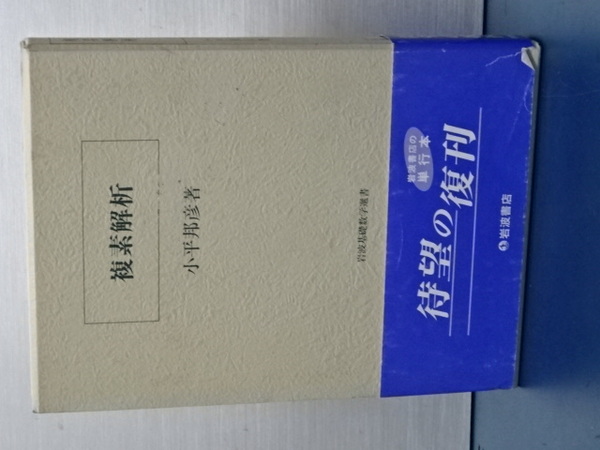 複素解析
小平邦彦著
岩波基礎数学選書
岩波書店の
単行本
待望の復刊
岩波書店